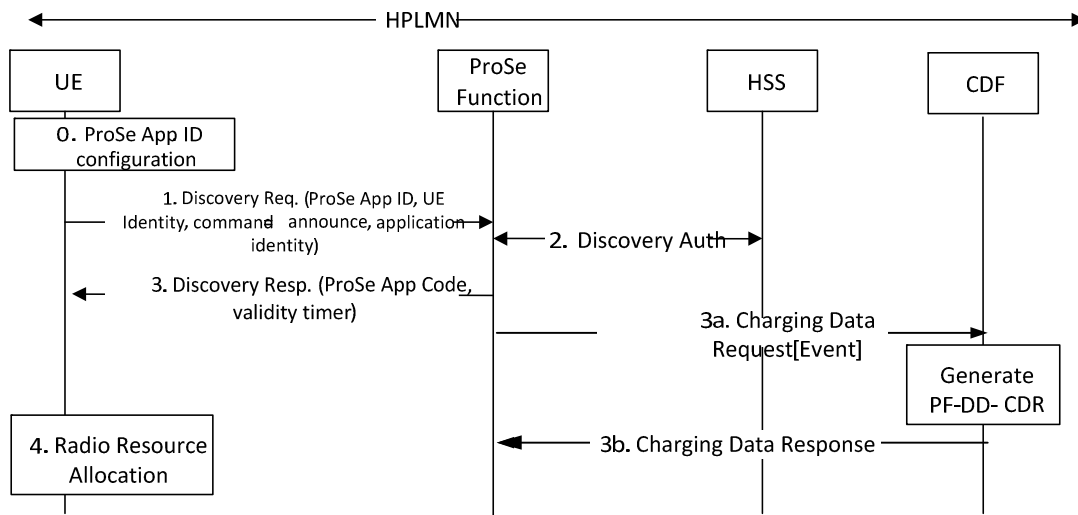 HPLMN
UE
ProSe
Function
HSS
CDF
0. ProSe App ID
configuration
1. Discovery Req. (ProSe App ID, UE
Identity, command= announce, application
identity)
2. Discovery Auth
3. Discovery Resp. (ProSe App Code,
validity timer)
3a. Charging Data
Request[Event]
Generate
PF-DD- CDR
4. Radio Resource
Allocation
3b. Charging Data Response